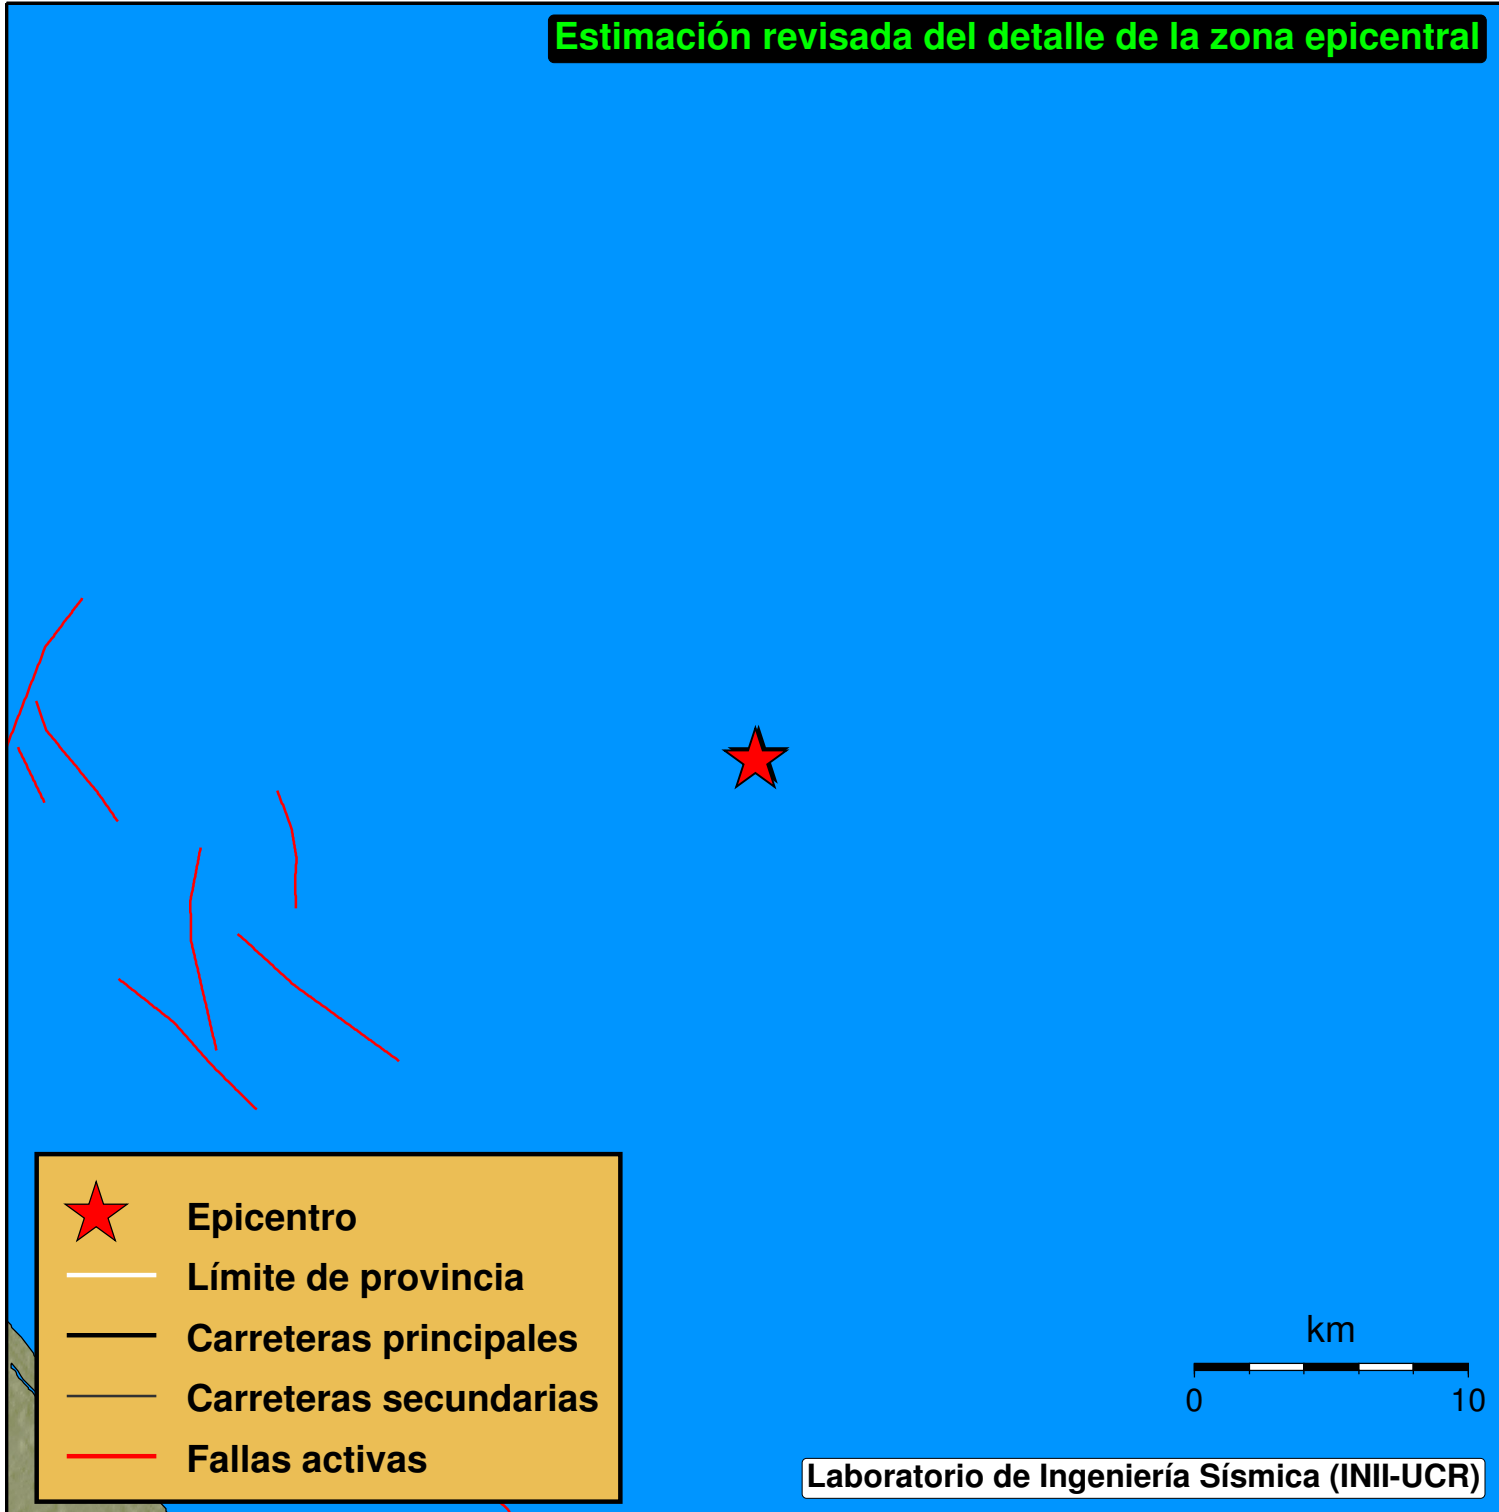 Estimación revisada del detalle de la zona epicentral
Epicentro
Límite de provincia
Carreteras principales
Carreteras secundarias
Fallas activas
km
0 10
Laboratorio de Ingeniería Sísmica (INII-UCR)